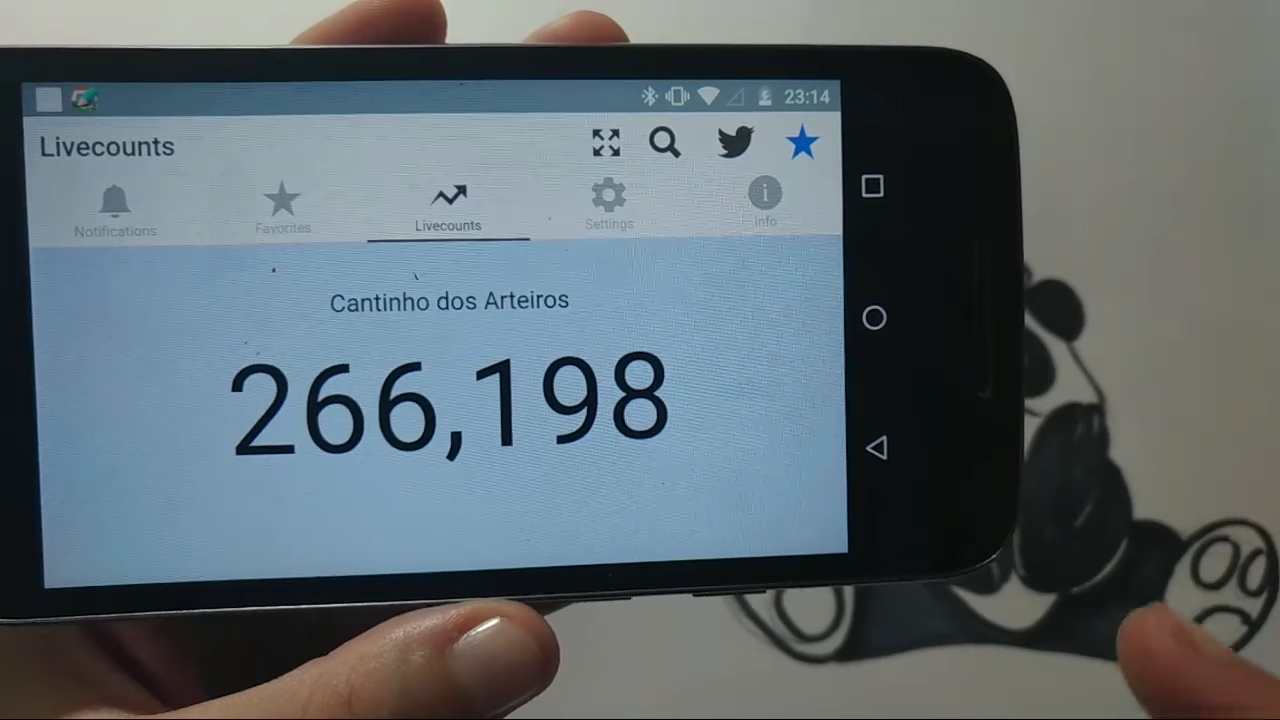 23:14
Livecounts
Notifications
Favorites
Livecounts
Settings
Info
Cantinho dos Arteiros
266,198